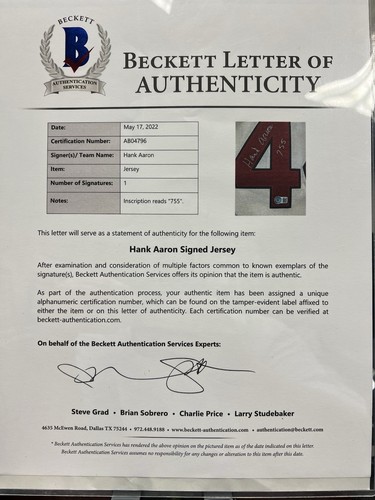 BECKETT
B
AUTHENTICATION
SERVICES
BECKETT LETTER OF
AUTHENTICITY
Date: May 17, 2022
Certification Number: AB04796
Signer(s)/ Team Name: Hank Aaron
Item: Jersey
Number of Signatures: 1
Notes: Inscription reads "755".
Hank Aaron
755
4
This letter will serve as a statement of authenticity for the following item:
Hank Aaron Signed Jersey
After examination and consideration of multiple factors common to known exemplars of the
signature(s), Beckett Authentication Services offers its opinion that the item is authentic.
As part of the authentication process, your authentic item has been assigned a unique
alphanumeric certification number, which can be found on the tamper-evident label affixed to
either the item or on this letter of authenticity. Each certification number can be verified at
beckett-authentication.com.
On behalf of the Beckett Authentication Services Experts:
Steve Grad • Brian Sobrero • Charlie Price • Larry Studebaker
4635 McEwen Road, Dallas TX 75244 • 972.448.9188 • www.beckett-authentication.com • authentication@beckett.com
* Beckett Authentication Services has rendered the above opinion on the pictured item as of the date indicated on this letter.
Beckett Authentication Services assumes no responsibility for any changes or alteration to this item after this date.